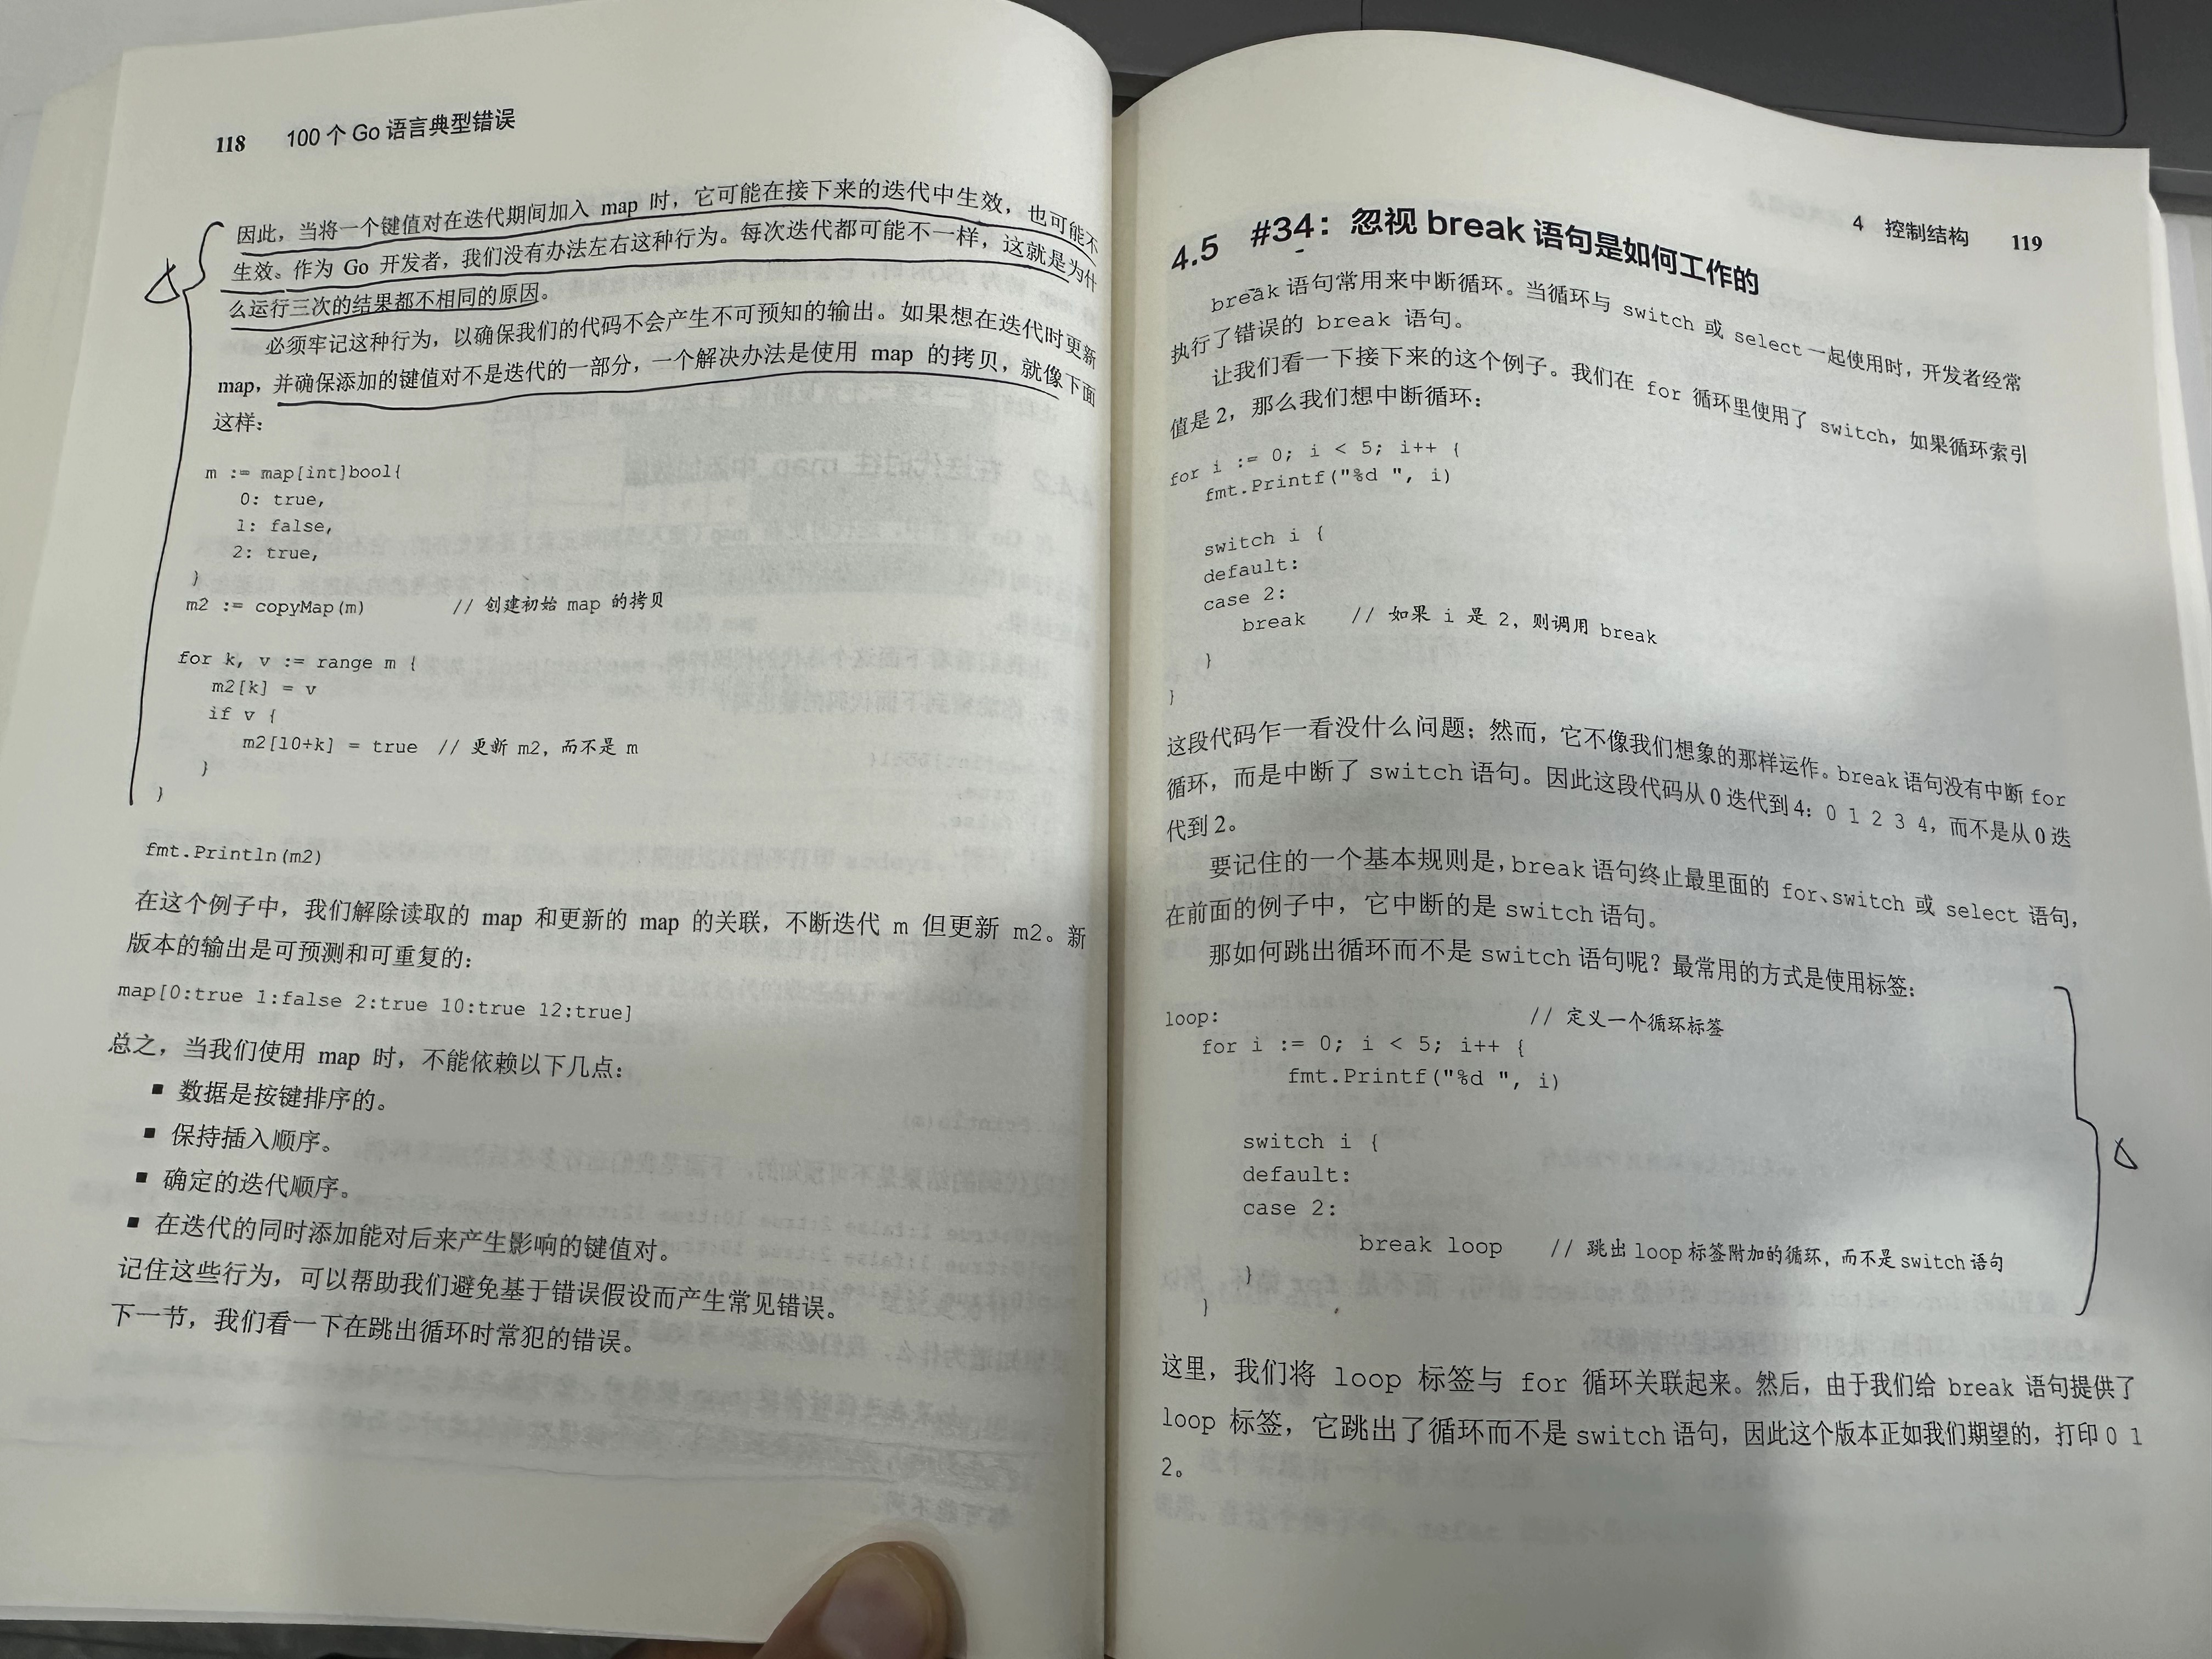 118 100个Go语言典型错误
因此，当将一个键值对在迭代期间加入 map 时，它可能在接下来的迭代中生效，也可能不
生效。作为 Go 开发者，我们没有办法左右这种行为。每次迭代都可能不一样，这就是为什
么运行三次的结果都不相同的原因。
必须牢记这种行为，以确保我们的代码不会产生不可预知的输出。如果想在迭代时更新
map，并确保添加的键值对不是迭代的一部分，一个解决办法是使用 map 的拷贝，就像下面
这样：
m := map[int]bool{
0: true,
1: false,
2: true,
}
m2 := copyMap(m) // 创建初始 map 的拷贝
for k, v := range m {
m2[k] = v
if v {
m2[10+k] = true // 更新 m2，而不是 m
}
}
fmt.Println(m2)
在这个例子中，我们解除读取的 map 和更新的 map 的关联，不断迭代 m 但更新 m2。新
版本的输出是可预测和可重复的：
map[0:true 1:false 2:true 10:true 12:true]
总之，当我们使用 map 时，不能依赖以下几点：
▪ 数据是按键排序的。
▪ 保持插入顺序。
▪ 确定的迭代顺序。
▪ 在迭代的同时添加能对后来产生影响的键值对。
记住这些行为，可以帮助我们避免基于错误假设而产生常见错误。
下一节，我们看一下在跳出循环时常犯的错误。
4 控制结构 119
4.5 #34：忽视 break 语句是如何工作的
break 语句常用来中断循环。当循环与 switch 或 select 一起使用时，开发者经常
执行了错误的 break 语句。
让我们看一下接下来的这个例子。我们在 for 循环里使用了 switch，如果循环索引
值是 2，那么我们想中断循环：
for i := 0; i < 5; i++ {
fmt.Printf("%d ", i)
switch i {
default:
case 2:
break // 如果 i 是 2，则调用 break
}
}
这段代码乍一看没什么问题；然而，它不像我们想象的那样运作。break 语句没有中断 for
循环，而是中断了 switch 语句。因此这段代码从 0 迭代到 4：0 1 2 3 4，而不是从 0 迭
代到 2。
要记住的一个基本规则是，break 语句终止最里面的 for、switch 或 select 语句，
在前面的例子中，它中断的是 switch 语句。
那如何跳出循环而不是 switch 语句呢？最常用的方式是使用标签：
loop: // 定义一个循环标签
for i := 0; i < 5; i++ {
fmt.Printf("%d ", i)
switch i {
default:
case 2:
break loop // 跳出 loop 标签附加的循环，而不是 switch 语句
}
}
这里，我们将 loop 标签与 for 循环关联起来。然后，由于我们给 break 语句提供了
loop 标签，它跳出了循环而不是 switch 语句，因此这个版本正如我们期望的，打印 0 1
2。